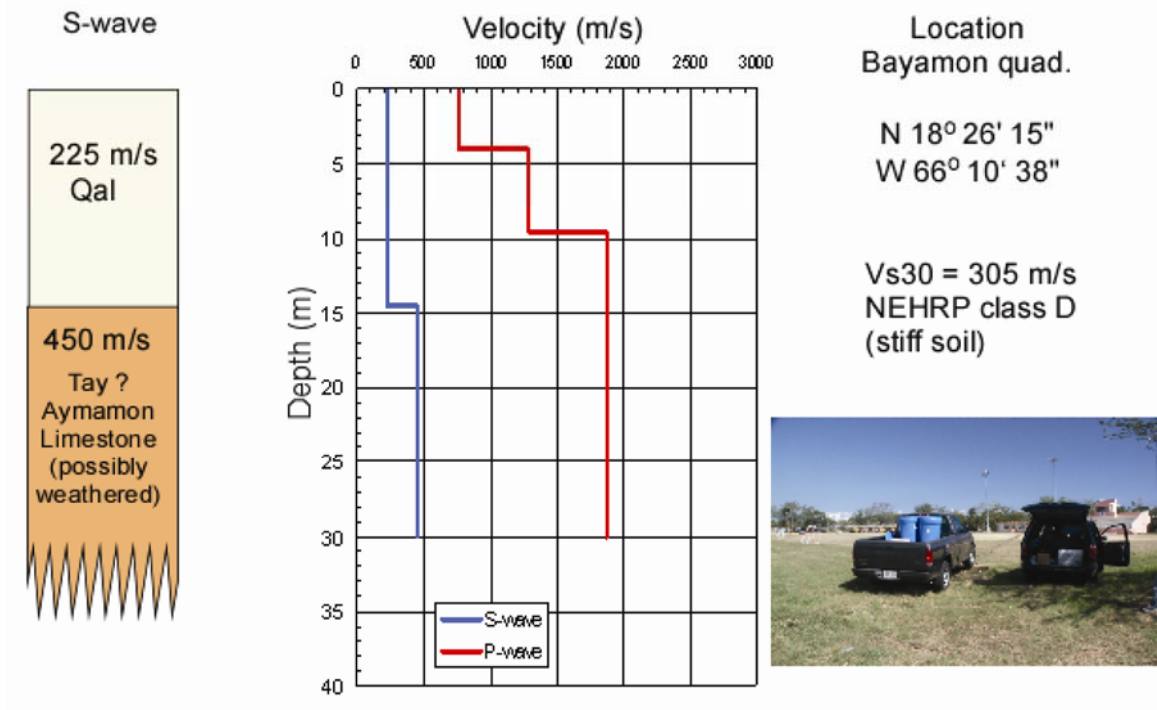 S-wave
225 m/s
Qal
450 m/s
Tay ?
Aymamon
Limestone
(possibly
weathered)
Velocity (m/s)
0 500 1000 1500 2000 2500 3000
Depth (m)
0
5
10
15
20
25
30
35
40
S-wave
P-wave
Location
Bayamon quad.
N 18º 26' 15"
W 66º 10‘ 38"
Vs30 = 305 m/s
NEHRP class D
(stiff soil)